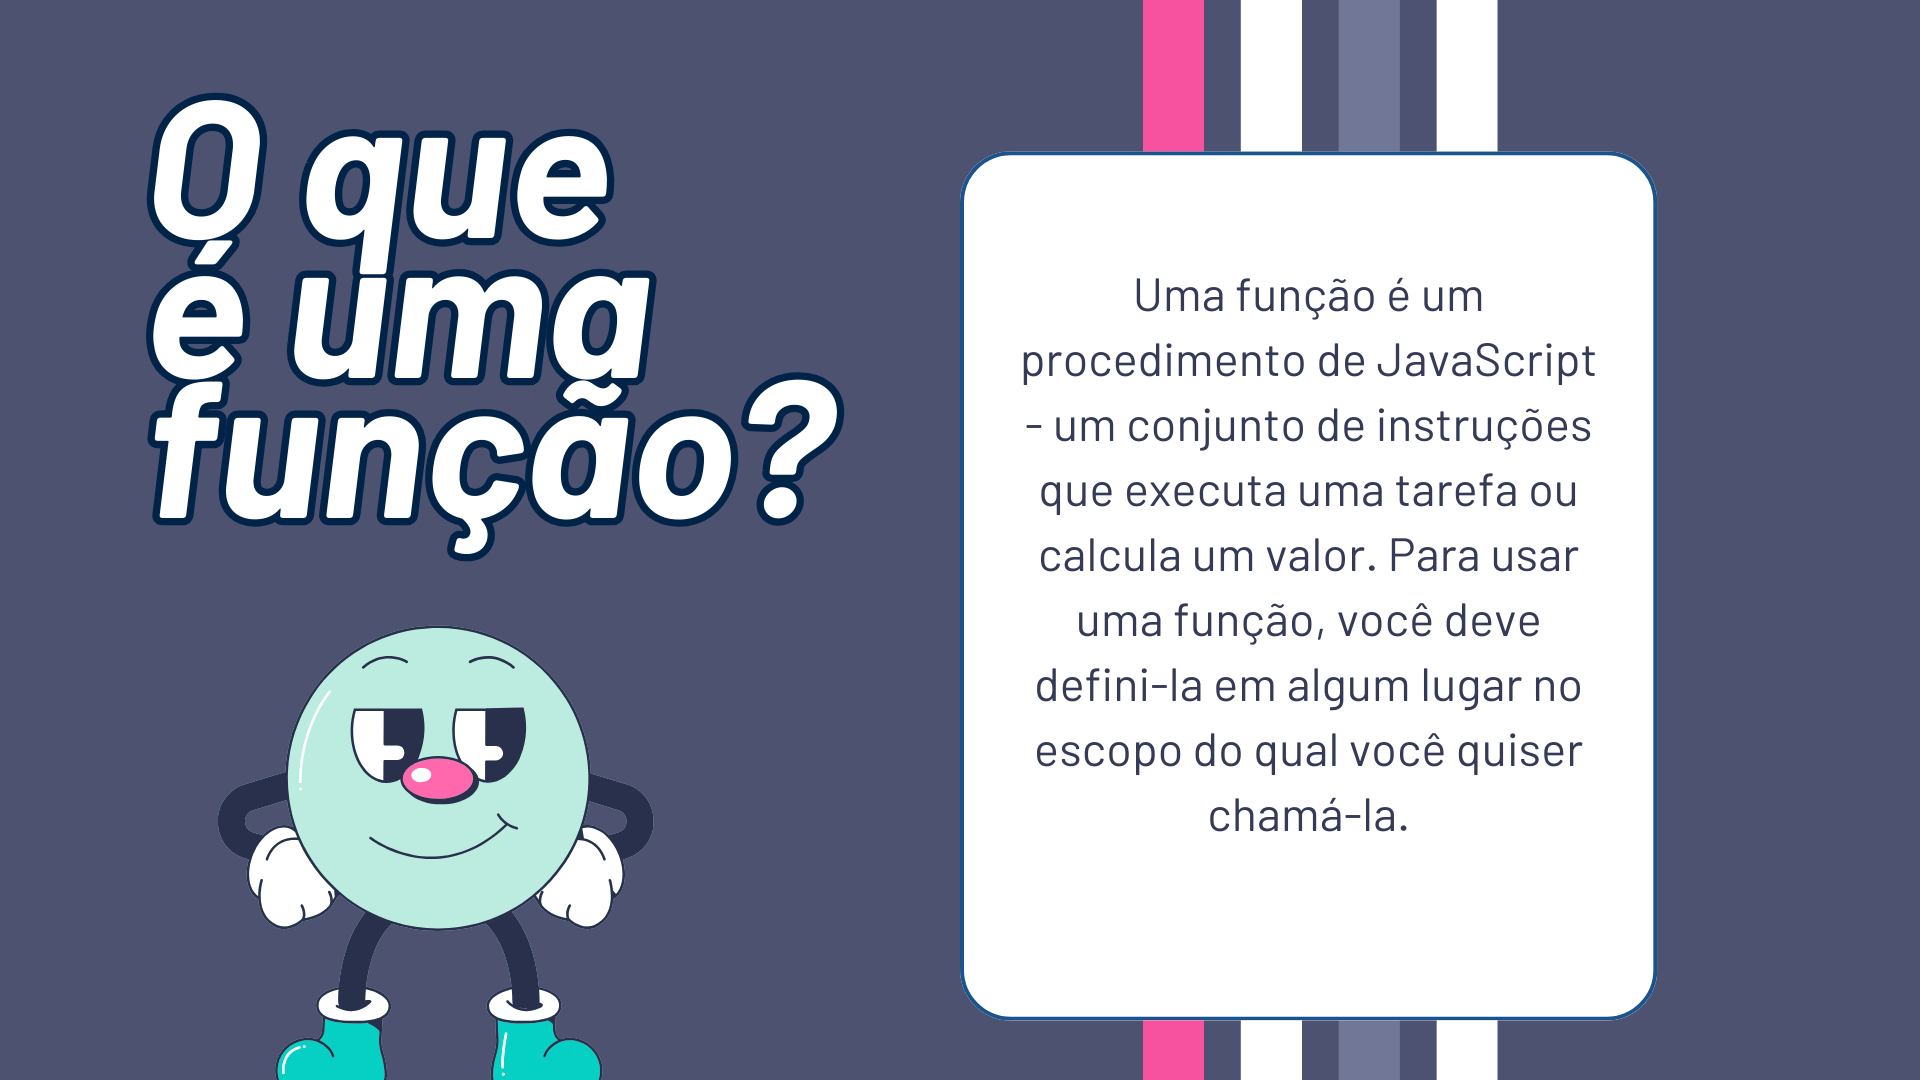 O que
é uma
função?
Uma função é um
procedimento de JavaScript
- um conjunto de instruções
que executa uma tarefa ou
calcula um valor. Para usar
uma função, você deve
defini-la em algum lugar no
escopo do qual você quiser
chamá-la.